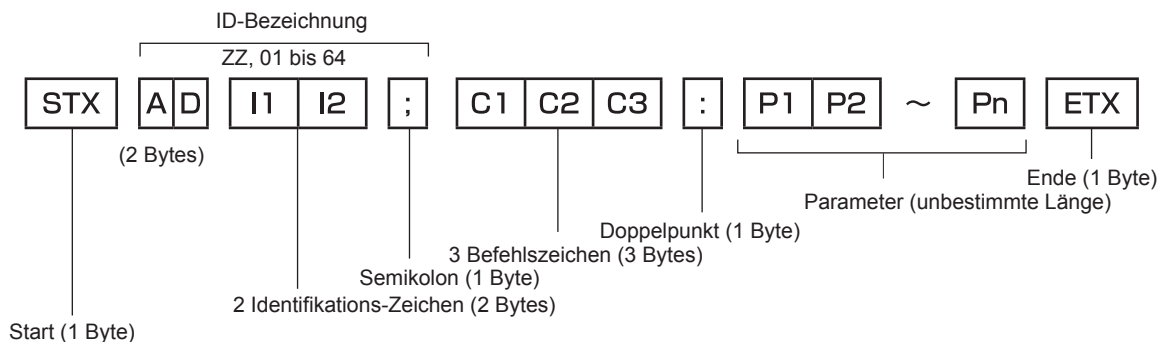 ID-Bezeichnung
ZZ, 01 bis 64
STX A D I1 I2 ; C1 C2 C3 : P1 P2 ~ Pn ETX
(2 Bytes)
Ende (1 Byte)
Parameter (unbestimmte Länge)
Doppelpunkt (1 Byte)
3 Befehlszeichen (3 Bytes)
Semikolon (1 Byte)
2 Identifikations-Zeichen (2 Bytes)
Start (1 Byte)